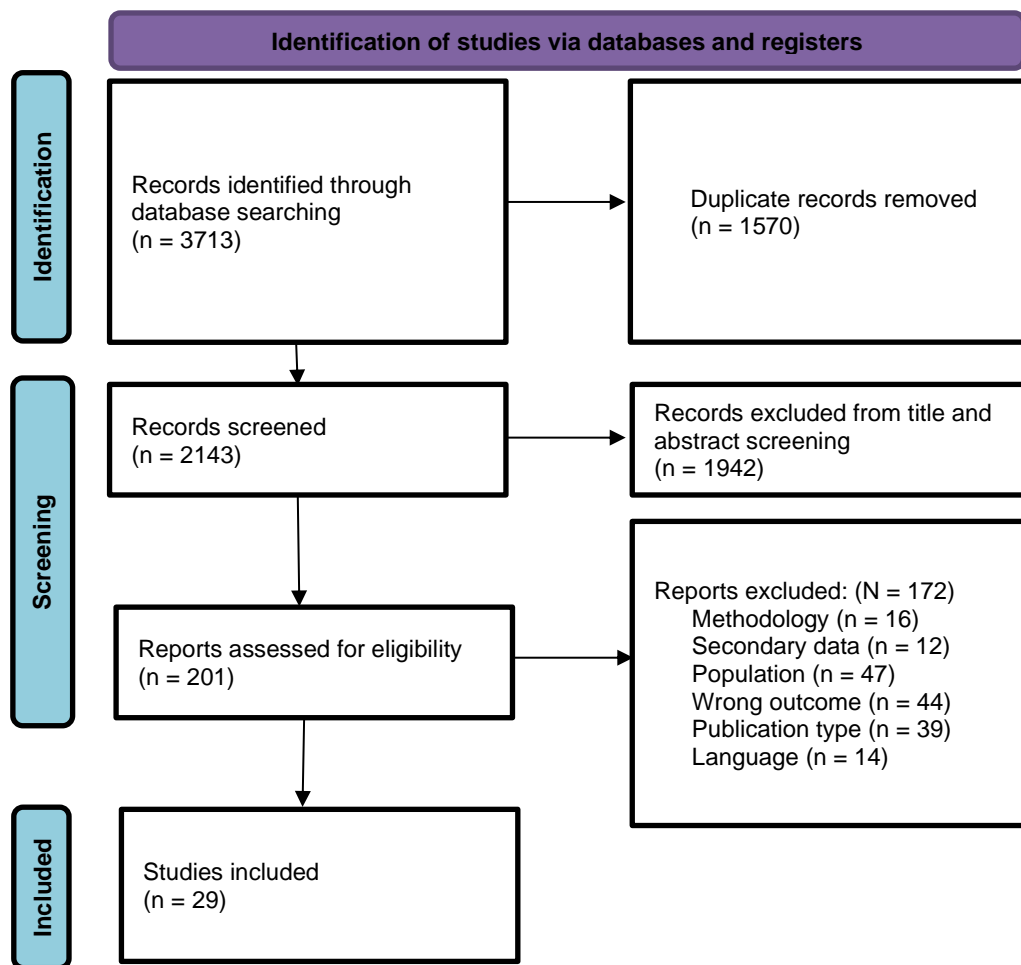 Identification of studies via databases and registers
Identification
Records identified through
database searching
(n = 3713)
Duplicate records removed
(n = 1570)
Screening
Records screened
(n = 2143)
Records excluded from title and
abstract screening
(n = 1942)
Reports assessed for eligibility
(n = 201)
Reports excluded: (N = 172)
Methodology (n = 16)
Secondary data (n = 12)
Population (n = 47)
Wrong outcome (n = 44)
Publication type (n = 39)
Language (n = 14)
Included
Studies included
(n = 29)